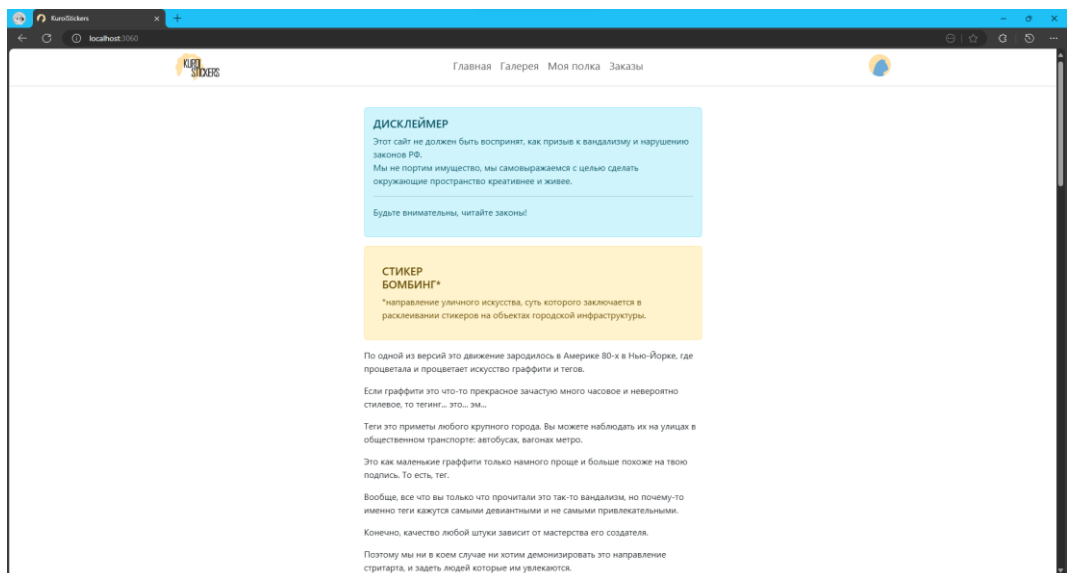 KuroiStickers
localhost:3060
KUROI
STICKERS
Главная Галерея Моя полка Заказы
ДИСКЛЕЙМЕР
Этот сайт не должен быть воспринят, как призыв к вандализму и нарушению
законов РФ.
Мы не портим имущество, мы самовыражаемся с целью сделать
окружающие пространство креативнее и живее.
Будьте внимательны, читайте законы!
СТИКЕР
БОМБИНГ*
*направление уличного искусства, суть которого заключается в
расклеивании стикеров на объектах городской инфраструктуры.
По одной из версий это движение зародилось в Америке 80-х в Нью-Йорке, где
процветала и процветает искусство граффити и тегов.
Если граффити это что-то прекрасное зачастую много часовое и невероятно
стилевое, то тегинг... это... эм...
Теги это приметы любого крупного города. Вы можете наблюдать их на улицах в
общественном транспорте: автобусах, вагонах метро.
Это как маленькие граффити только намного проще и больше похоже на твою
подпись. То есть, тег.
Вообще, все что вы только что прочитали это так-то вандализм, но почему-то
именно теги кажутся самыми девиантными и не самыми привлекательными.
Конечно, качество любой штуки зависит от мастерства его создателя.
Поэтому мы ни в коем случае ни хотим демонизировать это направление
стритарта, и задеть людей которые им увлекаются.